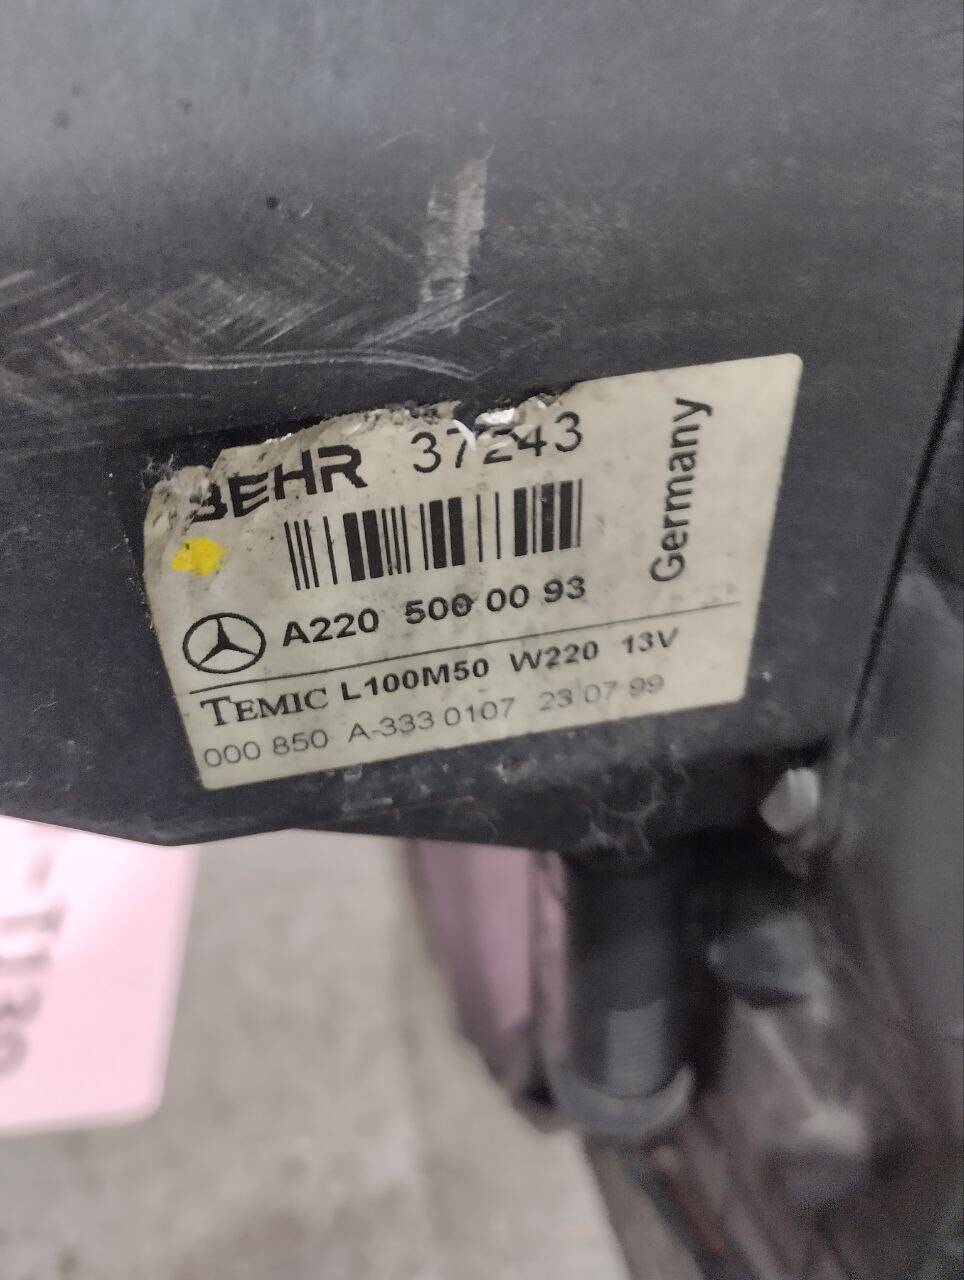 BEHR 37243
Germany
A220 500 00 93
TEMIC L100M50 W220 13V
000 850 A-333 0107 23 07 99